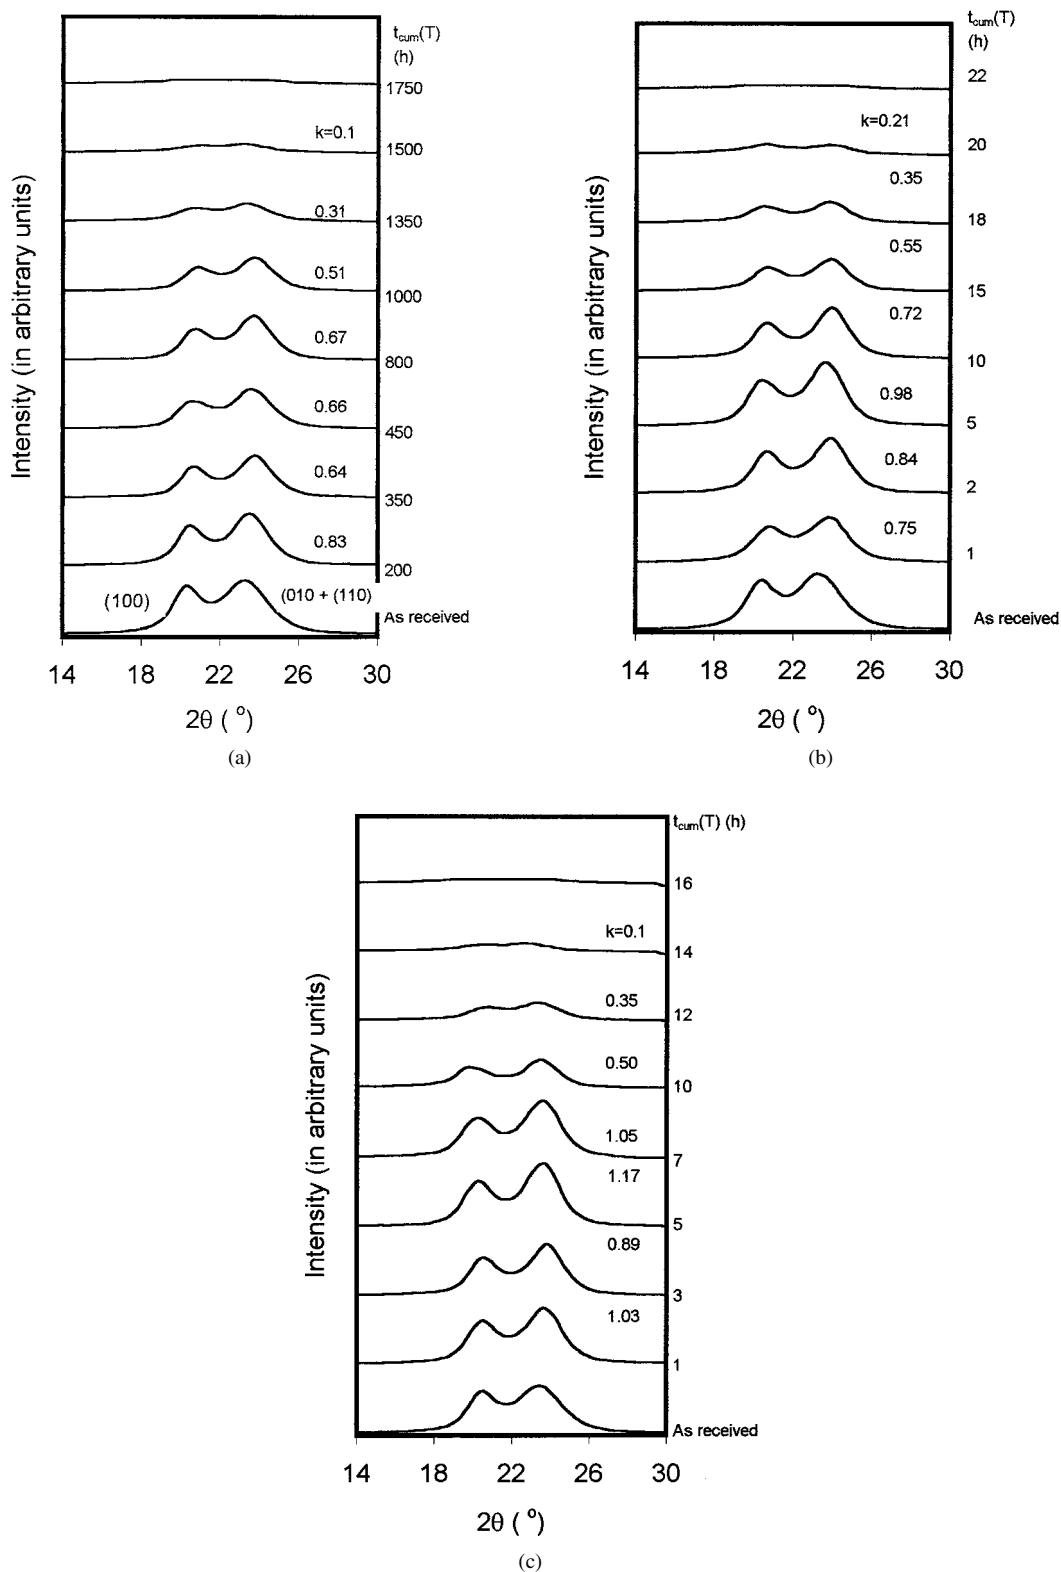 t_cum(T)
(h)
1750
k=0.1
1500
0.31
1350
0.51
1000
0.67
800
0.66
450
0.64
350
0.83
200
(100)
(010 + (110)
As received
14 18 22 26 30
2θ ( °)
Intensity (in arbitrary units)
(a)
t_cum(T)
(h)
22
k=0.21
20
0.35
18
0.55
15
0.72
10
0.98
5
0.84
2
0.75
1
As received
14 18 22 26 30
2θ ( °)
Intensity (in arbitrary units)
(b)
t_cum(T) (h)
16
k=0.1
14
0.35
12
0.50
10
1.05
7
1.17
5
0.89
3
1.03
1
As received
14 18 22 26 30
2θ ( °)
Intensity (in arbitrary units)
(c)